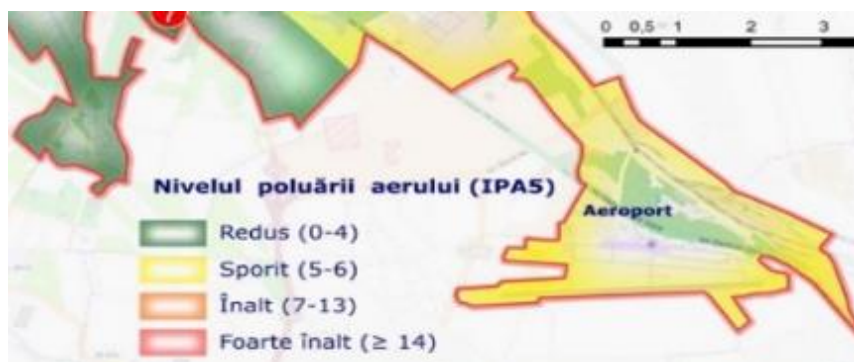 7
0 0,5 1 2 3
Nivelul poluării aerului (IPA5)
Aeroport
Redus (0-4)
Sporit (5-6)
Înalt (7-13)
Foarte înalt (≥ 14)